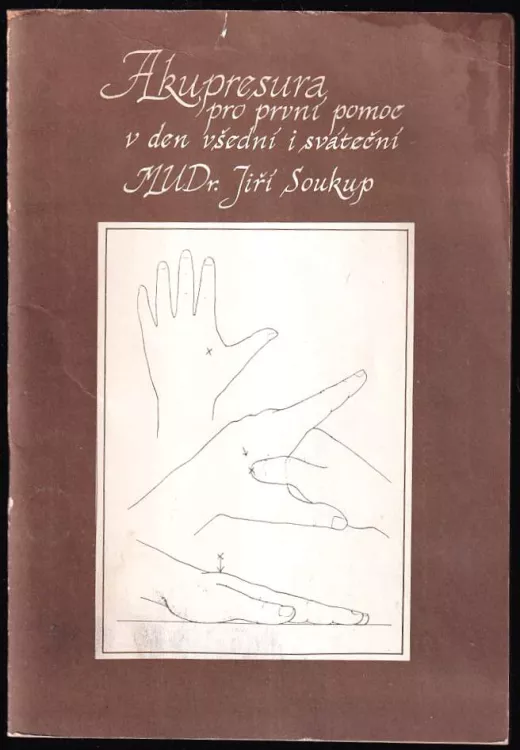 Akupresura
pro první pomoc
v den všední i sváteční
MUDr. Jiří Soukup